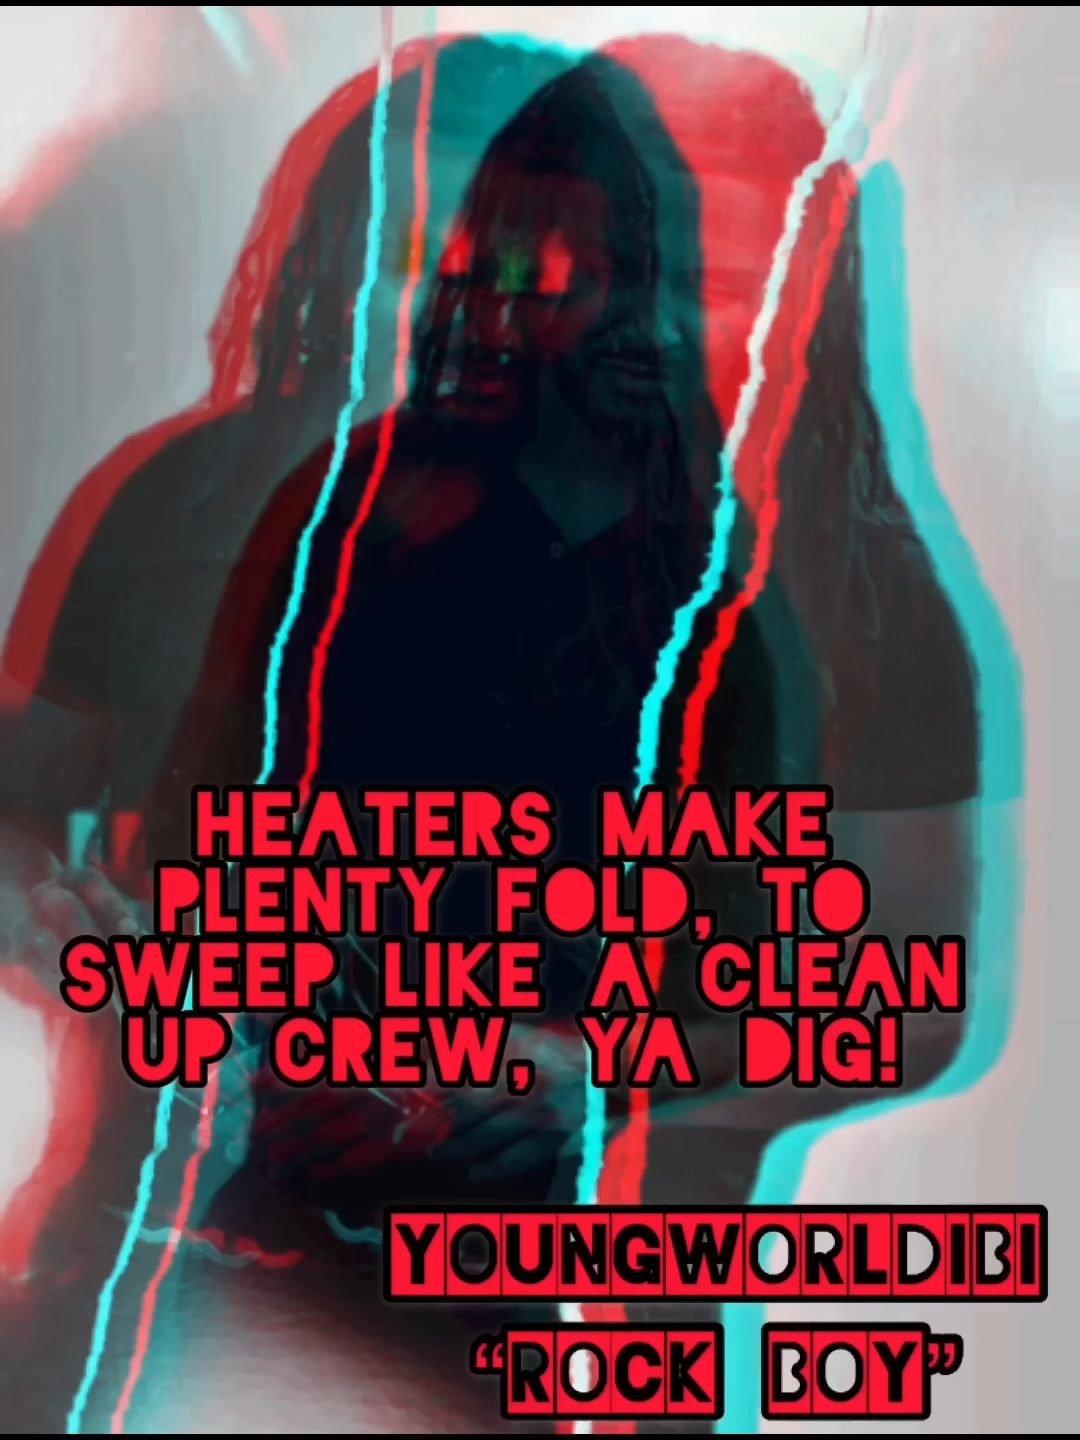 HEATERS MAKE
PLENTY FOLD, TO
SWEEP LIKE A CLEAN
UP CREW, YA DIG!
YOUNGWORLDIBI
“ROCK BOY”